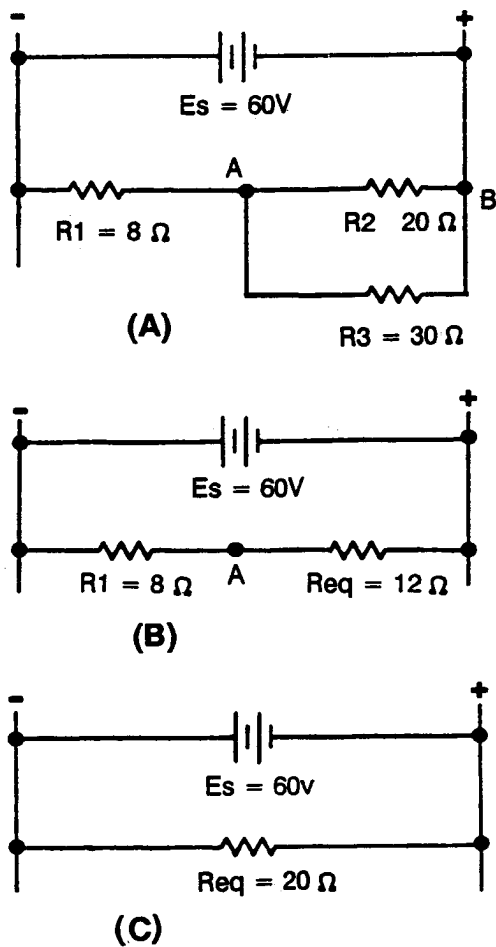 - +
Es = 60V
A
B
R1 = 8 Ω
R2 20 Ω
R3 = 30 Ω
(A)
- +
Es = 60V
R1 = 8 Ω
A
Req = 12 Ω
(B)
- +
Es = 60v
Req = 20 Ω
(C)